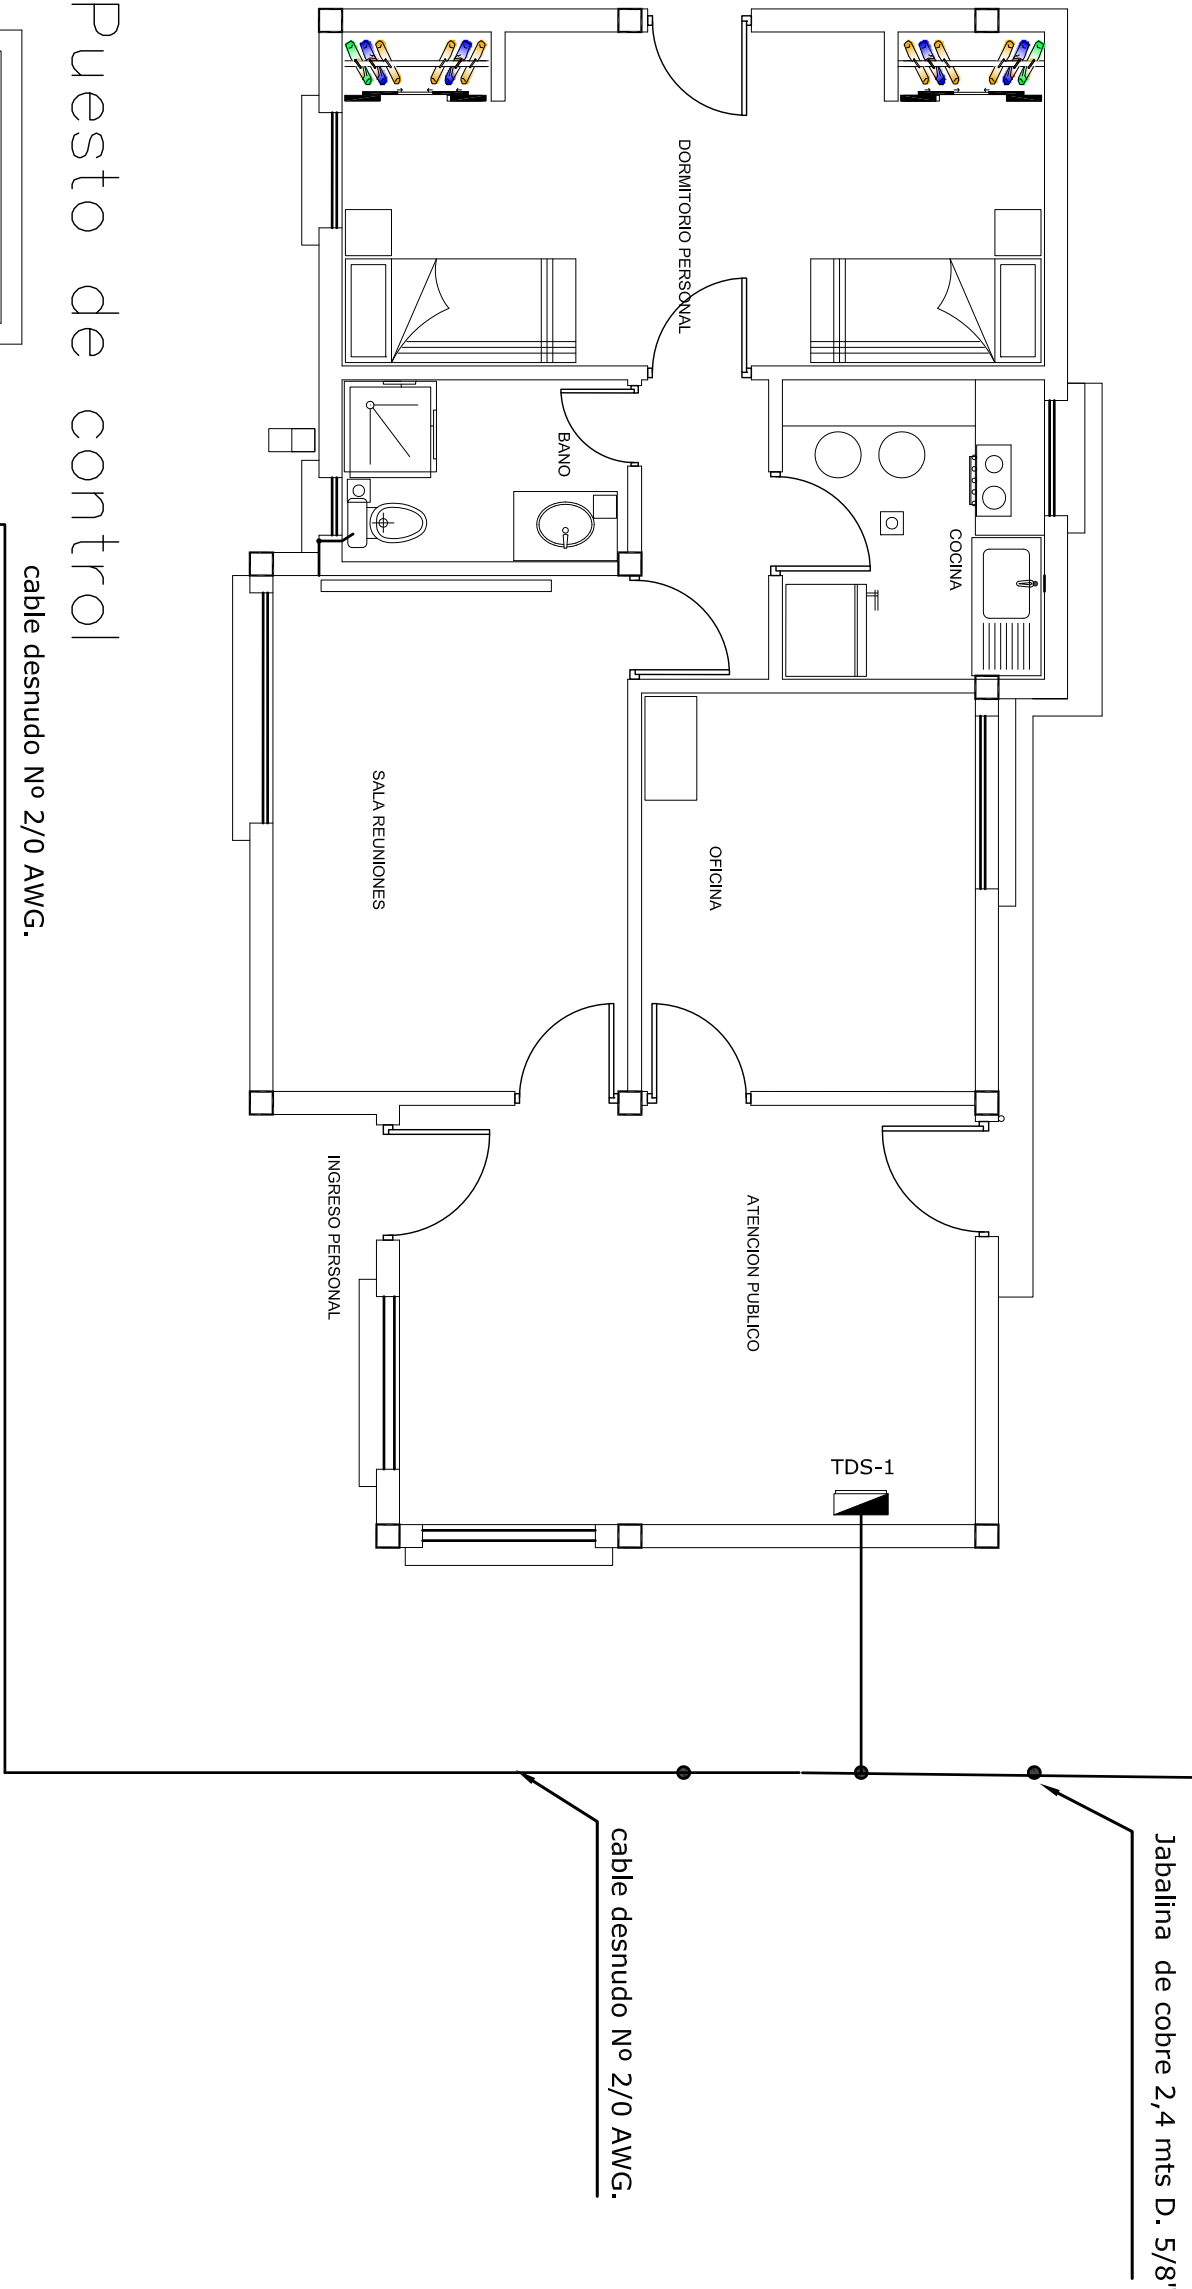 Puesto de control
cable desnudo Nº 2/0 AWG.
DORMITORIO PERSONAL
BANO
COCINA
SALA REUNIONES
OFICINA
INGRESO PERSONAL
ATENCION PUBLICO
TDS-1
cable desnudo Nº 2/0 AWG.
Jabalina de cobre 2,4 mts D. 5/8"